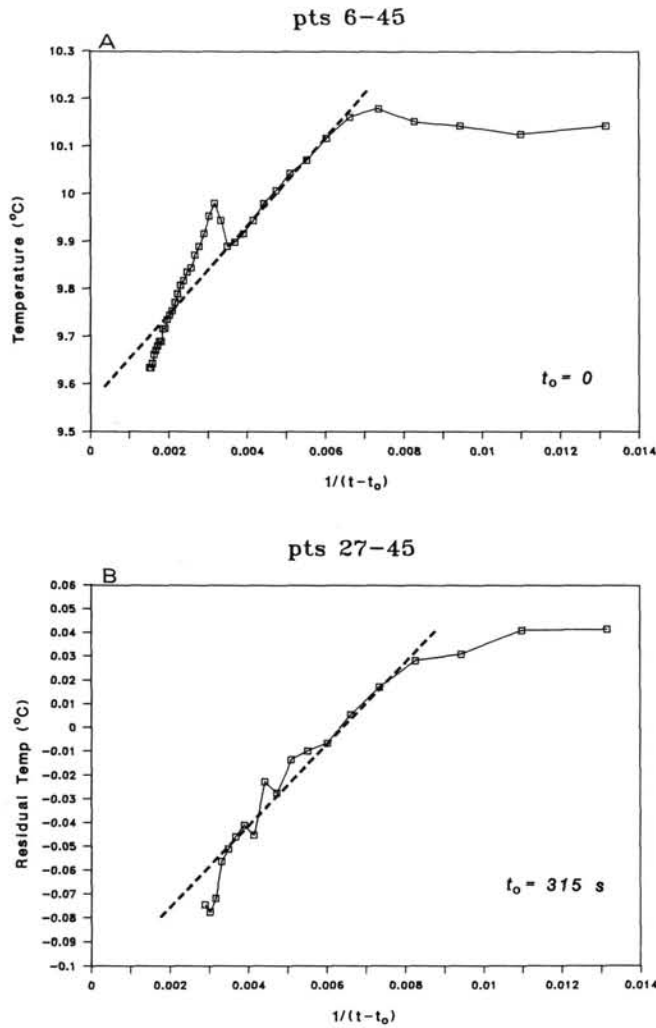 pts 6-45
A
10.3
10.2
10.1
10
9.9
9.8
9.7
9.6
9.5
Temperature (°C)
t₀ = 0
0 0.002 0.004 0.006 0.008 0.01 0.012 0.014
1/(t-t₀)
pts 27-45
B
0.06
0.05
0.04
0.03
0.02
0.01
0
-0.01
-0.02
-0.03
-0.04
-0.05
-0.06
-0.07
-0.08
-0.09
-0.1
Residual Temp (°C)
t₀ = 315 s
0 0.002 0.004 0.006 0.008 0.01 0.012 0.014
1/(t-t₀)